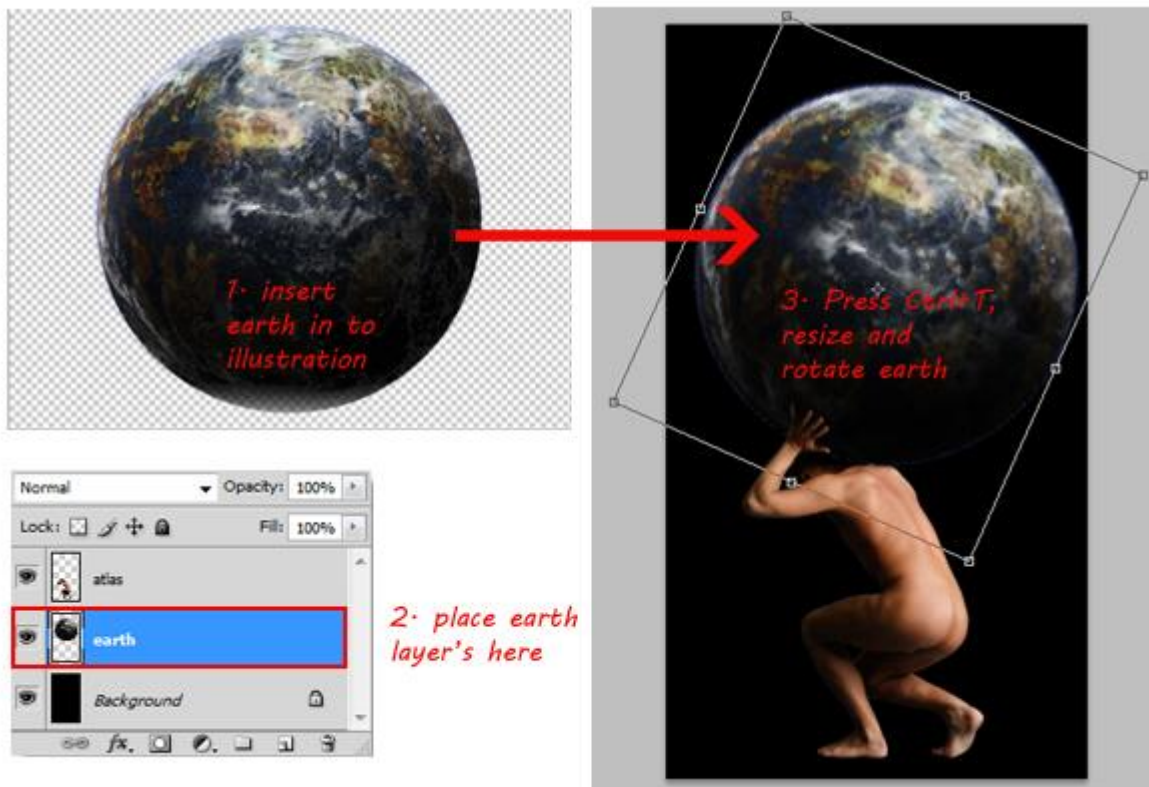 1. insert
earth in to
illustration
3. Press Ctrl+T,
resize and
rotate earth
Normal Opacity: 100%
Lock: Fill: 100%
atlas
earth
Background
fx.
2. place earth
layer's here